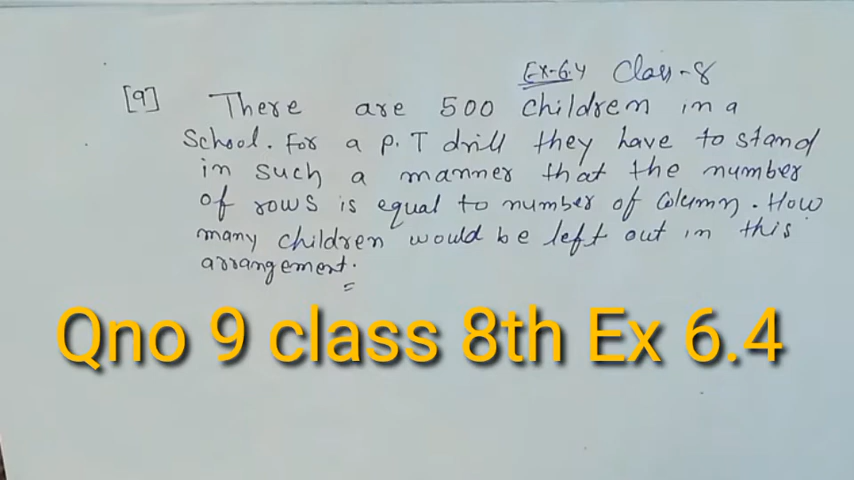 Ex-6.4 Class-8
[9] There are 500 children in a
School. For a P.T drill they have to stand
in such a manner that the number
of rows is equal to number of Column. How
many children would be left out in this
arrangement.
Qno 9 class 8th Ex 6.4